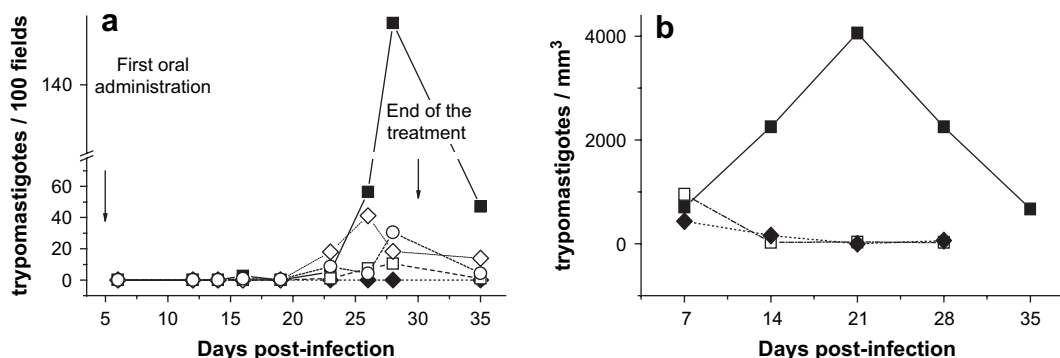 a
trypomastigotes / 100 fields
140
60
40
20
0
First oral
administration
End of the
treatment
5
10
15
20
25
30
35
Days post-infection
b
trypomastigotes / mm³
4000
2000
0
7
14
21
28
35
Days post-infection